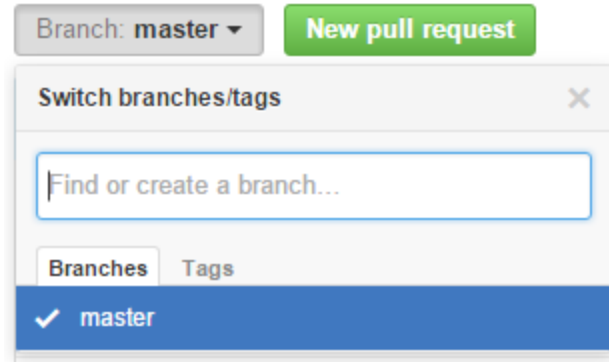 Branch: master New pull request
Switch branches/tags
Find or create a branch...
Branches Tags
master